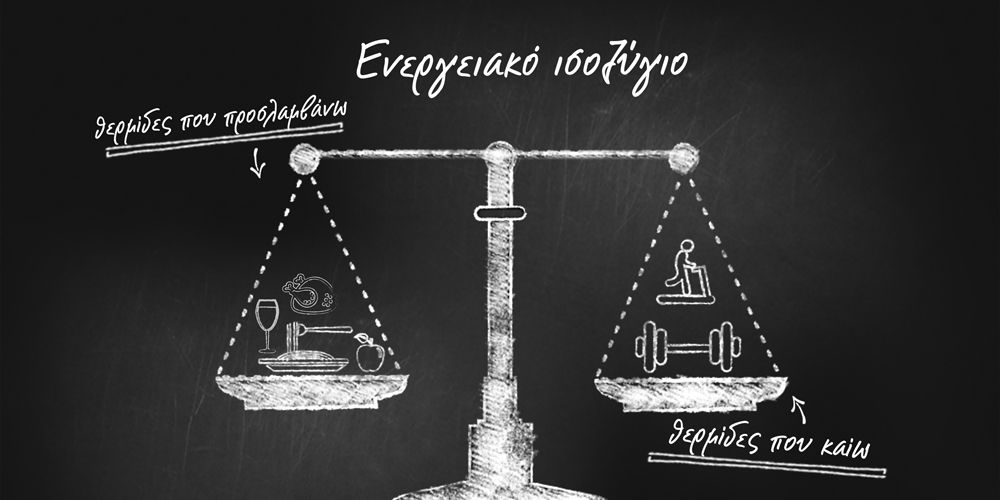 Ενεργειακό ισοζύγιο
θερμίδες που προσλαμβάνω
θερμίδες που καίω